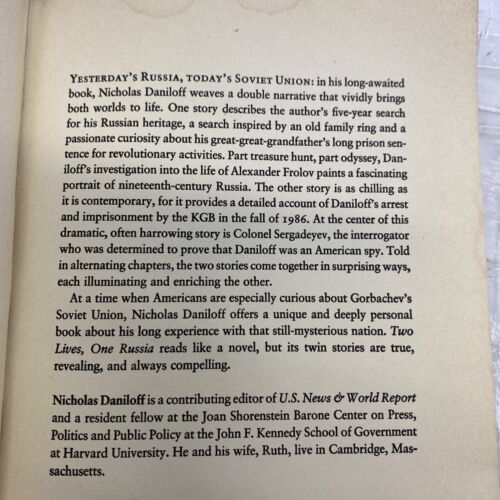 YESTERDAY'S RUSSIA, TODAY'S SOVIET UNION: in his long-awaited
book, Nicholas Daniloff weaves a double narrative that vividly brings
both worlds to life. One story describes the author's five-year search
for his Russian heritage, a search inspired by an old family ring and a
passionate curiosity about his great-great-grandfather's long prison sen-
tence for revolutionary activities. Part treasure hunt, part odyssey, Dan-
iloff's investigation into the life of Alexander Frolov paints a fascinating
portrait of nineteenth-century Russia. The other story is as chilling as
it is contemporary, for it provides a detailed account of Daniloff's arrest
and imprisonment by the KGB in the fall of 1986. At the center of this
dramatic, often harrowing story is Colonel Sergadeyev, the interrogator
who was determined to prove that Daniloff was an American spy. Told
in alternating chapters, the two stories come together in surprising ways,
each illuminating and enriching the other.
At a time when Americans are especially curious about Gorbachev's
Soviet Union, Nicholas Daniloff offers a unique and deeply personal
book about his long experience with that still-mysterious nation. Two
Lives, One Russia reads like a novel, but its twin stories are true,
revealing, and always compelling.
Nicholas Daniloff is a contributing editor of U.S. News & World Report
and a resident fellow at the Joan Shorenstein Barone Center on Press,
Politics and Public Policy at the John F. Kennedy School of Government
at Harvard University. He and his wife, Ruth, live in Cambridge, Mas-
sachusetts.